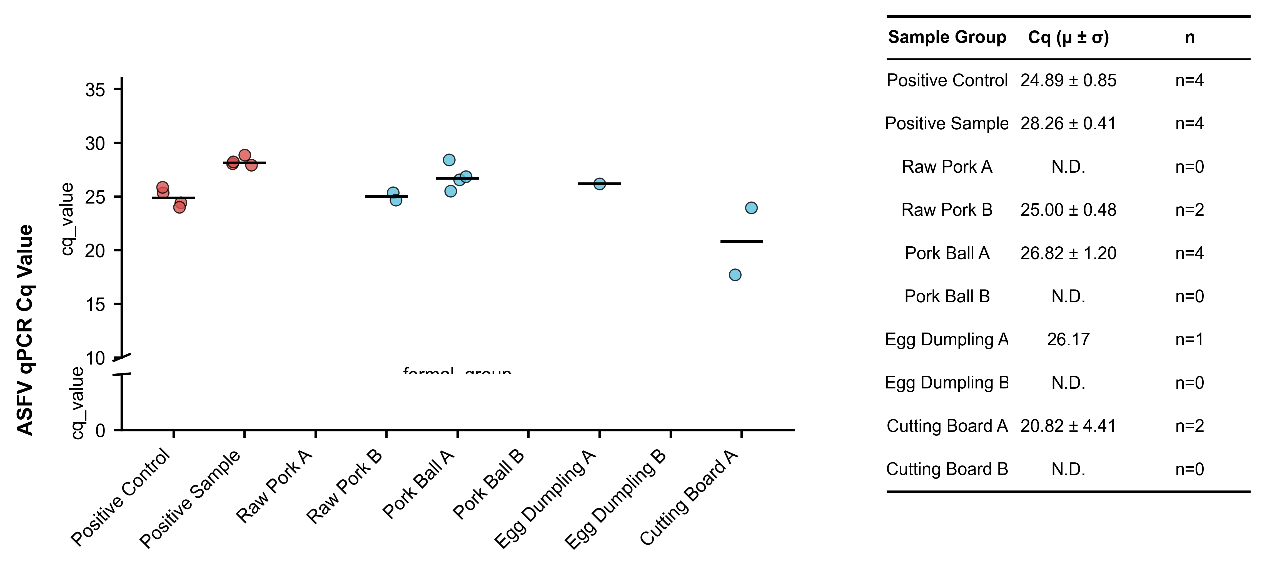 35
30
25
20
15
10
0
cq_value
cq_value
ASFV qPCR Cq Value
formal_group
Positive Control
Positive Sample
Raw Pork A
Raw Pork B
Pork Ball A
Pork Ball B
Egg Dumpling A
Egg Dumpling B
Cutting Board A
Sample Group Cq (μ ± σ) n
Positive Control 24.89 ± 0.85 n=4
Positive Sample 28.26 ± 0.41 n=4
Raw Pork A N.D. n=0
Raw Pork B 25.00 ± 0.48 n=2
Pork Ball A 26.82 ± 1.20 n=4
Pork Ball B N.D. n=0
Egg Dumpling A 26.17 n=1
Egg Dumpling B N.D. n=0
Cutting Board A 20.82 ± 4.41 n=2
Cutting Board B N.D. n=0